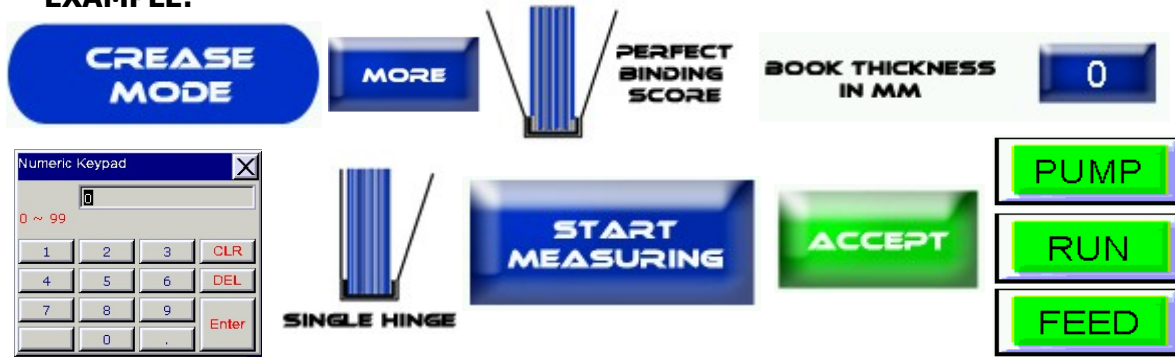 EXAMPLE:
CREASE
MODE
MORE
PERFECT
BINDING
SCORE
BOOK THICKNESS
IN MM
0
Numeric Keypad
X
0
0 ~ 99
1 2 3 CLR
4 5 6 DEL
7 8 9 Enter
0 .
SINGLE HINGE
START
MEASURING
ACCEPT
PUMP
RUN
FEED